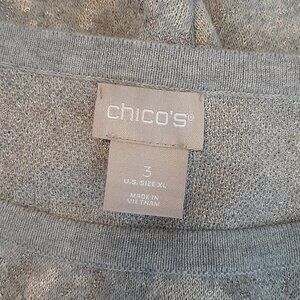 chico's®
3
U.S. SIZE XL
MADE IN
VIETNAM